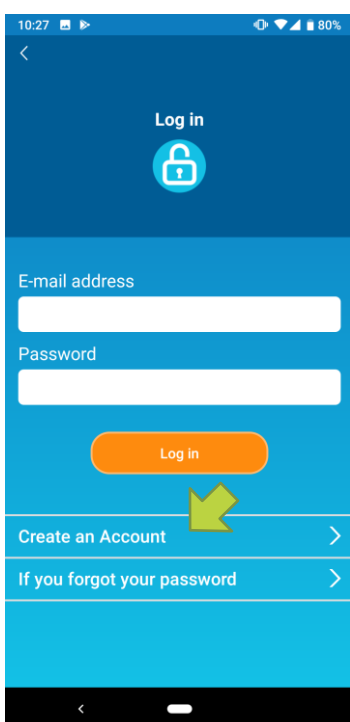 10:27 80%
Log in
E-mail address
Password
Log in
Create an Account
If you forgot your password